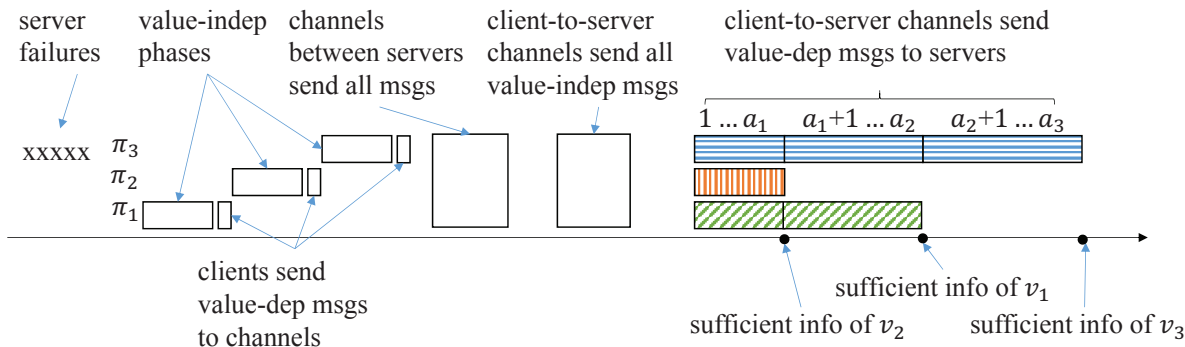 server
failures
value-indep
phases
channels
between servers
send all msgs
client-to-server
channels send all
value-indep msgs
client-to-server channels send
value-dep msgs to servers
1 … a₁
a₁+1 … a₂
a₂+1 … a₃
xxxxx
π₃
π₂
π₁
clients send
value-dep msgs
to channels
sufficient info of v₂
sufficient info of v₁
sufficient info of v₃